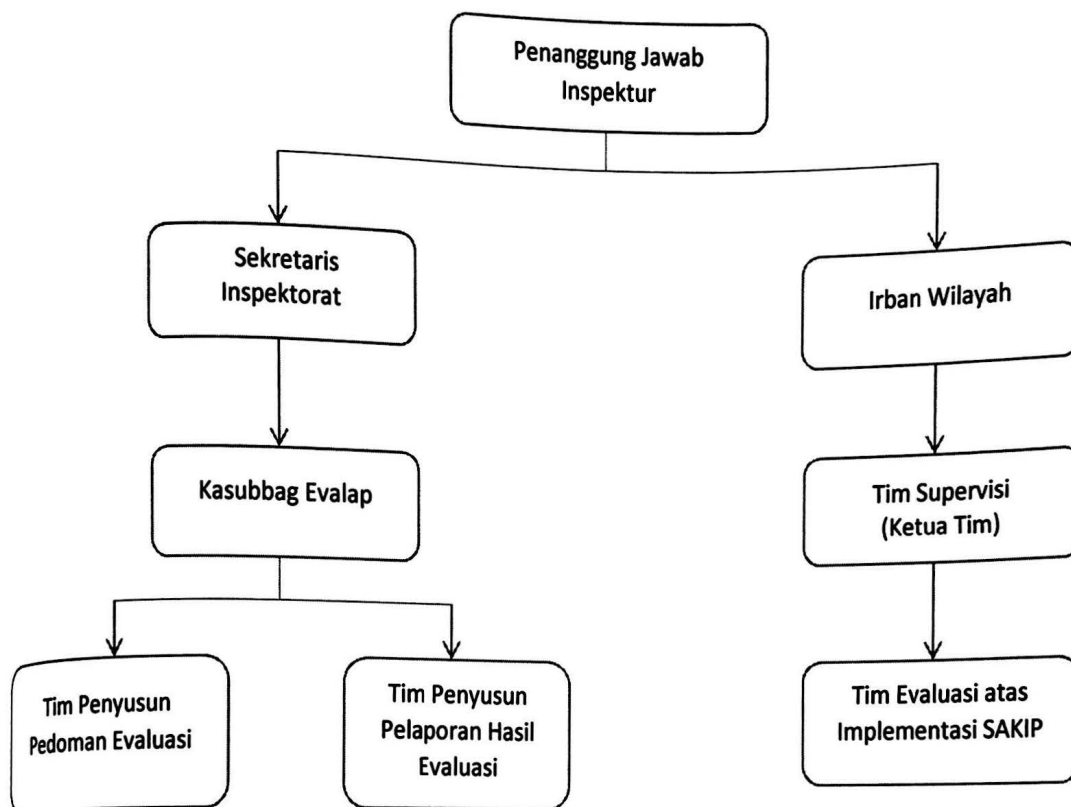 Penanggung Jawab
Inspektur
Sekretaris
Inspektorat
Irban Wilayah
Kasubbag Evalap
Tim Supervisi
(Ketua Tim)
Tim Penyusun
Pedoman Evaluasi
Tim Penyusun
Pelaporan Hasil
Evaluasi
Tim Evaluasi atas
Implementasi SAKIP